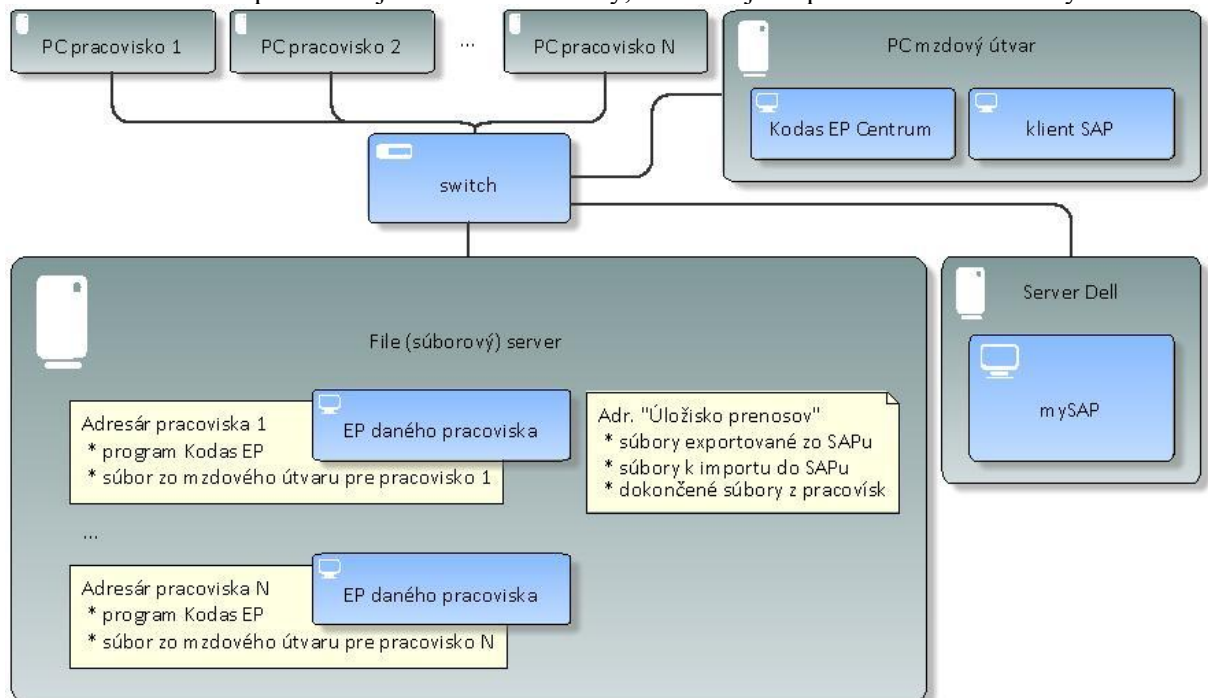 PC pracovisko 1
PC pracovisko 2
...
PC pracovisko N
PC mzdový útvar
Kodas EP Centrum
klient SAP
switch
File (súborový) server
Server Dell
mySAP
Adresár pracoviska 1
* program Kodas EP
* súbor zo mzdového útvaru pre pracovisko 1
EP daného pracoviska
Adr. "Úložisko prenosov"
* súbory exportované zo SAPu
* súbory k importu do SAPu
* dokončené súbory z pracovísk
...
Adresár pracoviska N
* program Kodas EP
* súbor zo mzdového útvaru pre pracovisko N
EP daného pracoviska